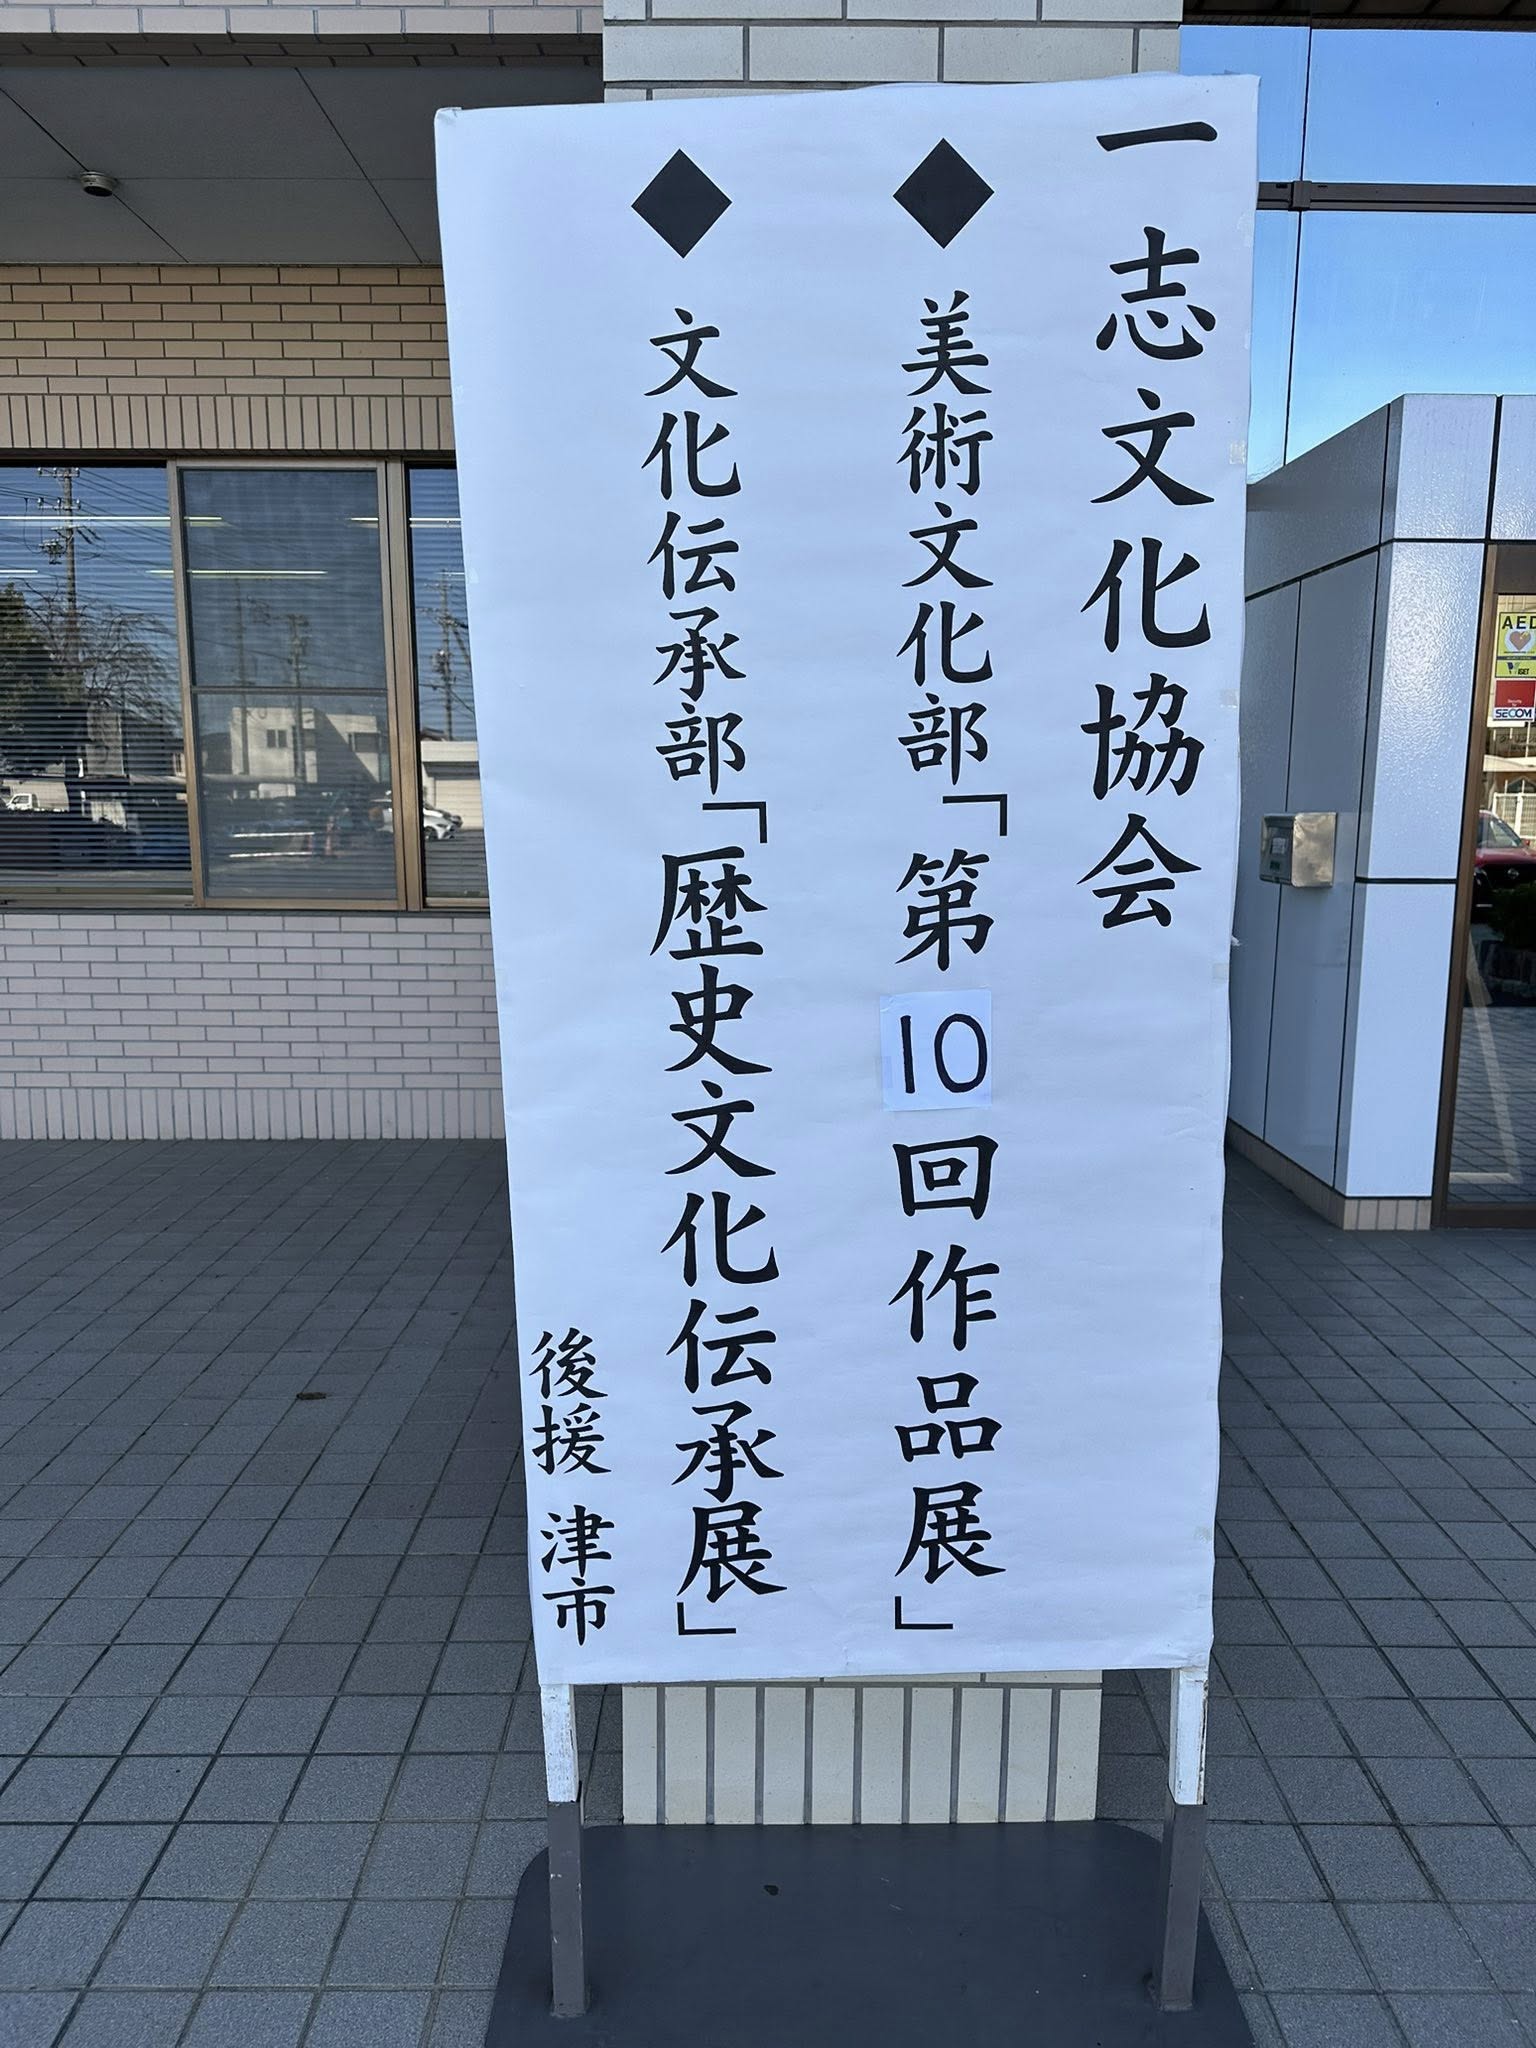 一志文化協会
◆ 美術文化部「第10回作品展」
◆ 文化伝承部「歴史文化伝承展」
後援 津市
AED
SECOM